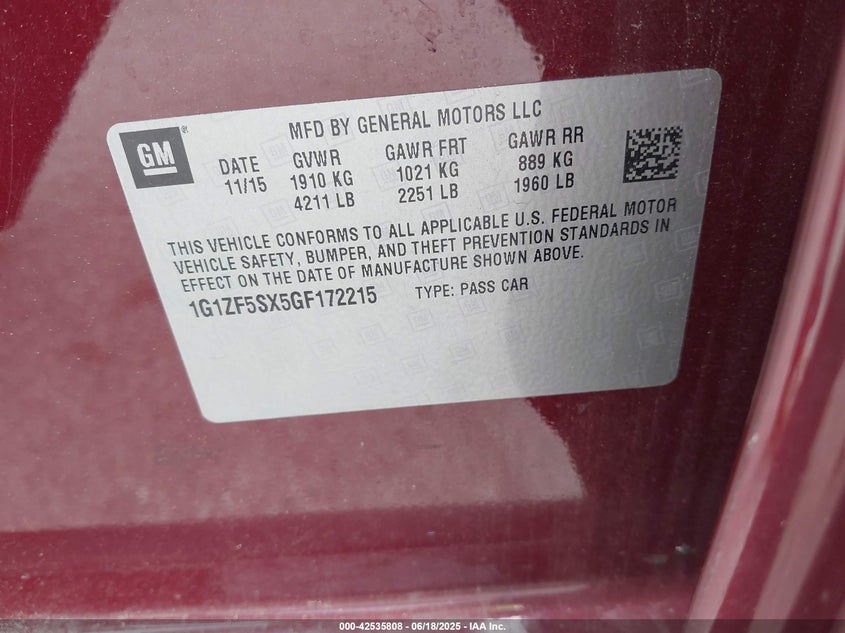 MFD BY GENERAL MOTORS LLC
GM®
DATE GVWR GAWR FRT GAWR RR
11/15 1910 KG 1021 KG 889 KG
4211 LB 2251 LB 1960 LB
THIS VEHICLE CONFORMS TO ALL APPLICABLE U.S. FEDERAL MOTOR
VEHICLE SAFETY, BUMPER, AND THEFT PREVENTION STANDARDS IN
EFFECT ON THE DATE OF MANUFACTURE SHOWN ABOVE.
1G1ZF5SX5GF172215 TYPE: PASS CAR
000-42535808 - 06/18/2025 - IAA Inc.